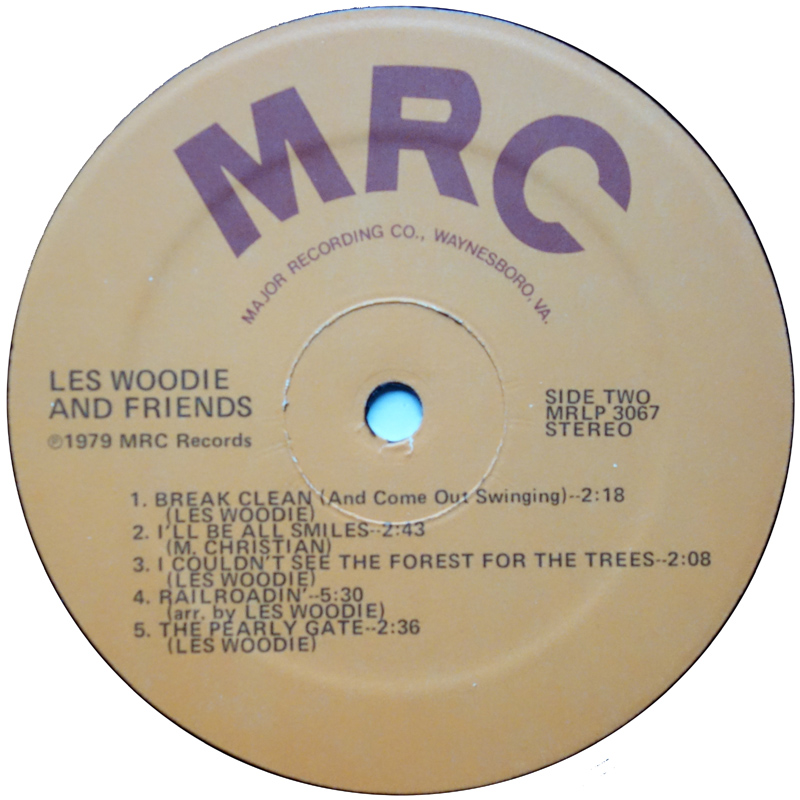 MRC
MAJOR RECORDING CO., WAYNESBORO, VA.
LES WOODIE
AND FRIENDS
℗1979 MRC Records
SIDE TWO
MRLP 3067
STEREO
1. BREAK CLEAN (And Come Out Swinging)--2:18
(LES WOODIE)
2. I'LL BE ALL SMILES--2:43
(M. CHRISTIAN)
3. I COULDN'T SEE THE FOREST FOR THE TREES--2:08
(LES WOODIE)
4. RAILROADIN'--5:30
(arr. by LES WOODIE)
5. THE PEARLY GATE--2:36
(LES WOODIE)